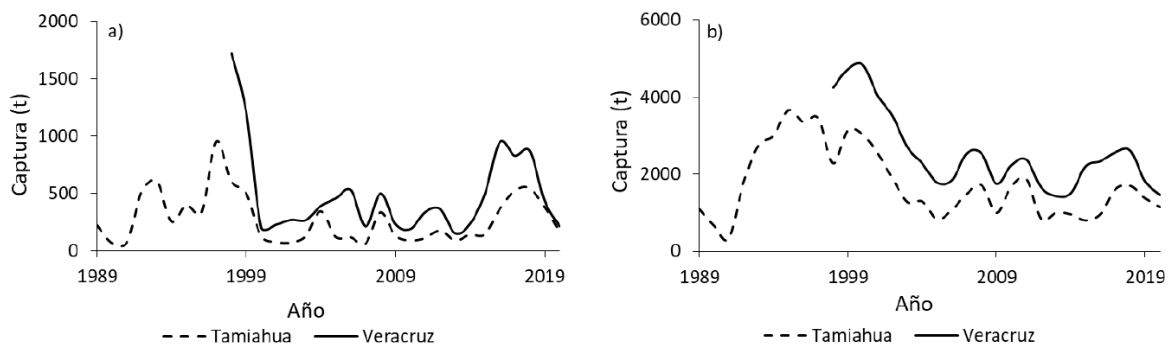 a)
Captura (t)
2000
1500
1000
500
0
1989 1999 2009 2019
Año
Tamiahua Veracruz
b)
Captura (t)
6000
4000
2000
0
1989 1999 2009 2019
Año
Tamiahua Veracruz